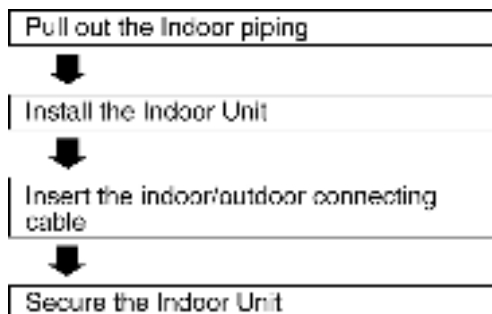 Pull out the Indoor piping
Install the Indoor Unit
Insert the indoor/outdoor connecting
cable
Secure the Indoor Unit